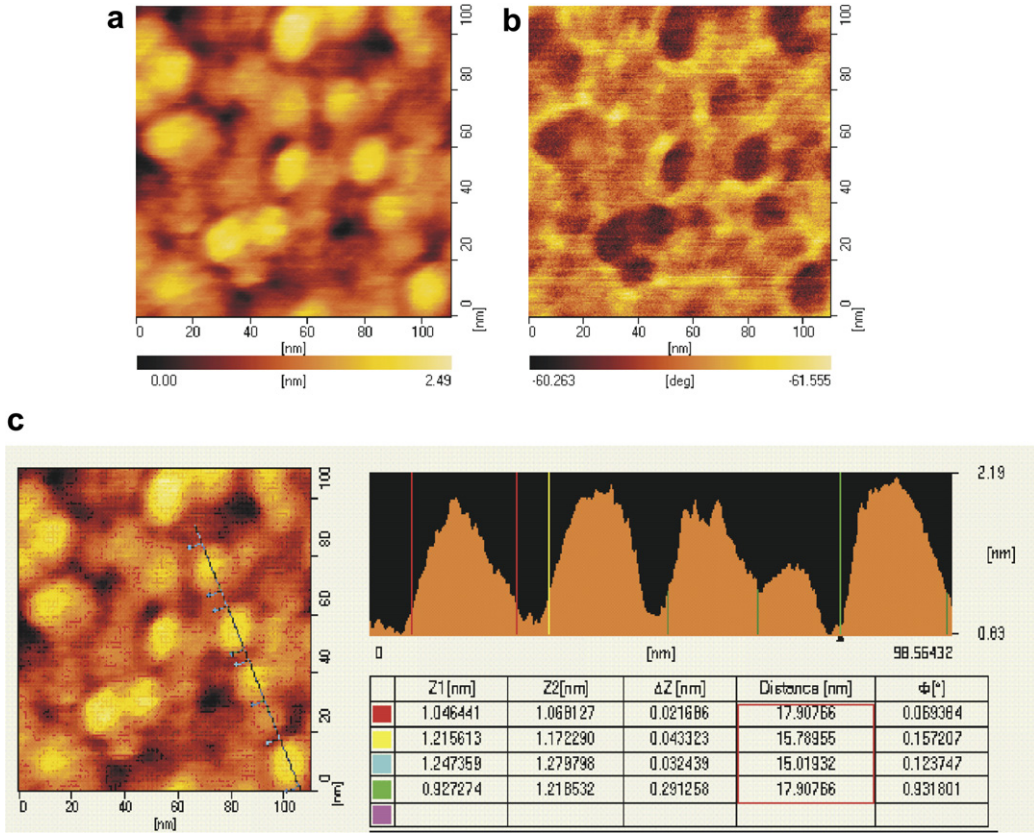 a
100
80
60
40
20
0
[nm]
0 20 40 60 80 100
[nm]
0.00 [nm] 2.49
b
100
80
60
40
20
0
[nm]
0 20 40 60 80 100
[nm]
-60.263 [deg] -61.555
c
100
80
60
40
20
0
[nm]
0 20 40 60 80 100
[nm]
2.19
[nm]
0.83
0 [nm] 98.56432
Z1[nm] Z2[nm] ΔZ[nm] Distance [nm] Φ[°]
1.046441 1.068127 0.021686 17.90766 0.069384
1.215613 1.172290 0.043323 15.78955 0.157207
1.247359 1.279798 0.032439 15.01932 0.123747
0.927274 1.218532 0.291258 17.90766 0.931801